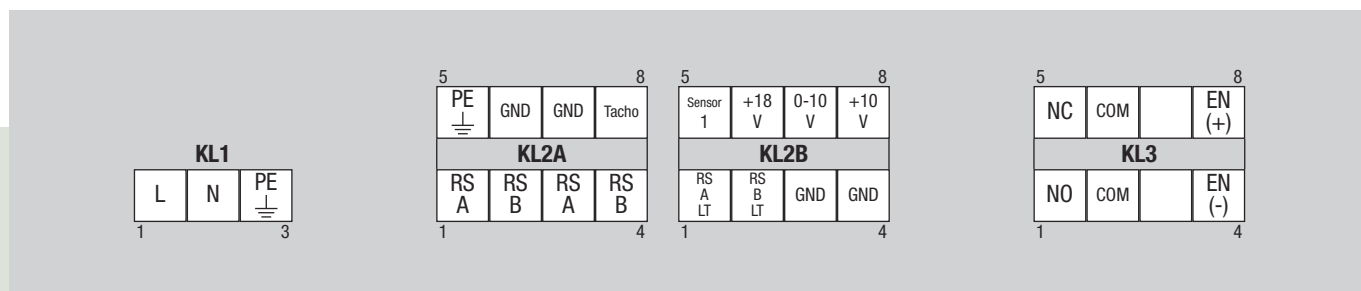 5 8 5 8 5 8
PE GND GND Tacho Sensor 1 +18 V 0-10 V +10 V NC COM EN (+)
KL1 KL2A KL2B KL3
L N PE RS A RS B RS A RS B RS A LT RS B LT GND GND NO COM EN (-)
1 3 1 4 1 4 1 4